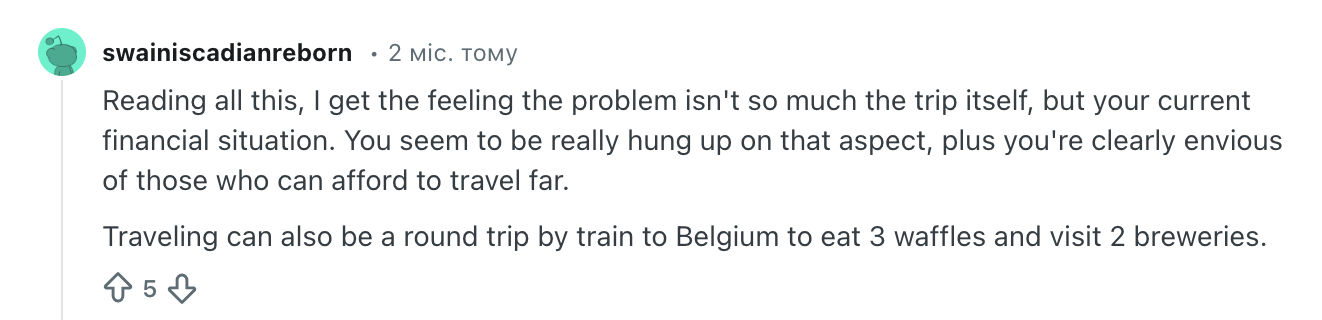 swainiscadianreborn • 2 міс. тому
Reading all this, I get the feeling the problem isn't so much the trip itself, but your current
financial situation. You seem to be really hung up on that aspect, plus you're clearly envious
of those who can afford to travel far.
Traveling can also be a round trip by train to Belgium to eat 3 waffles and visit 2 breweries.
5